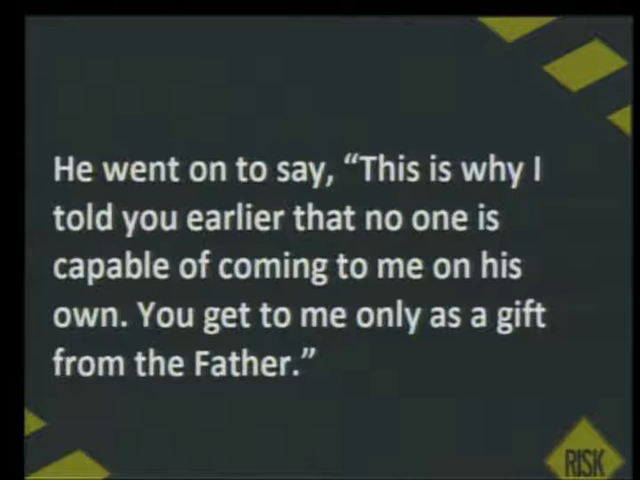 He went on to say, “This is why I
told you earlier that no one is
capable of coming to me on his
own. You get to me only as a gift
from the Father.”
RISK